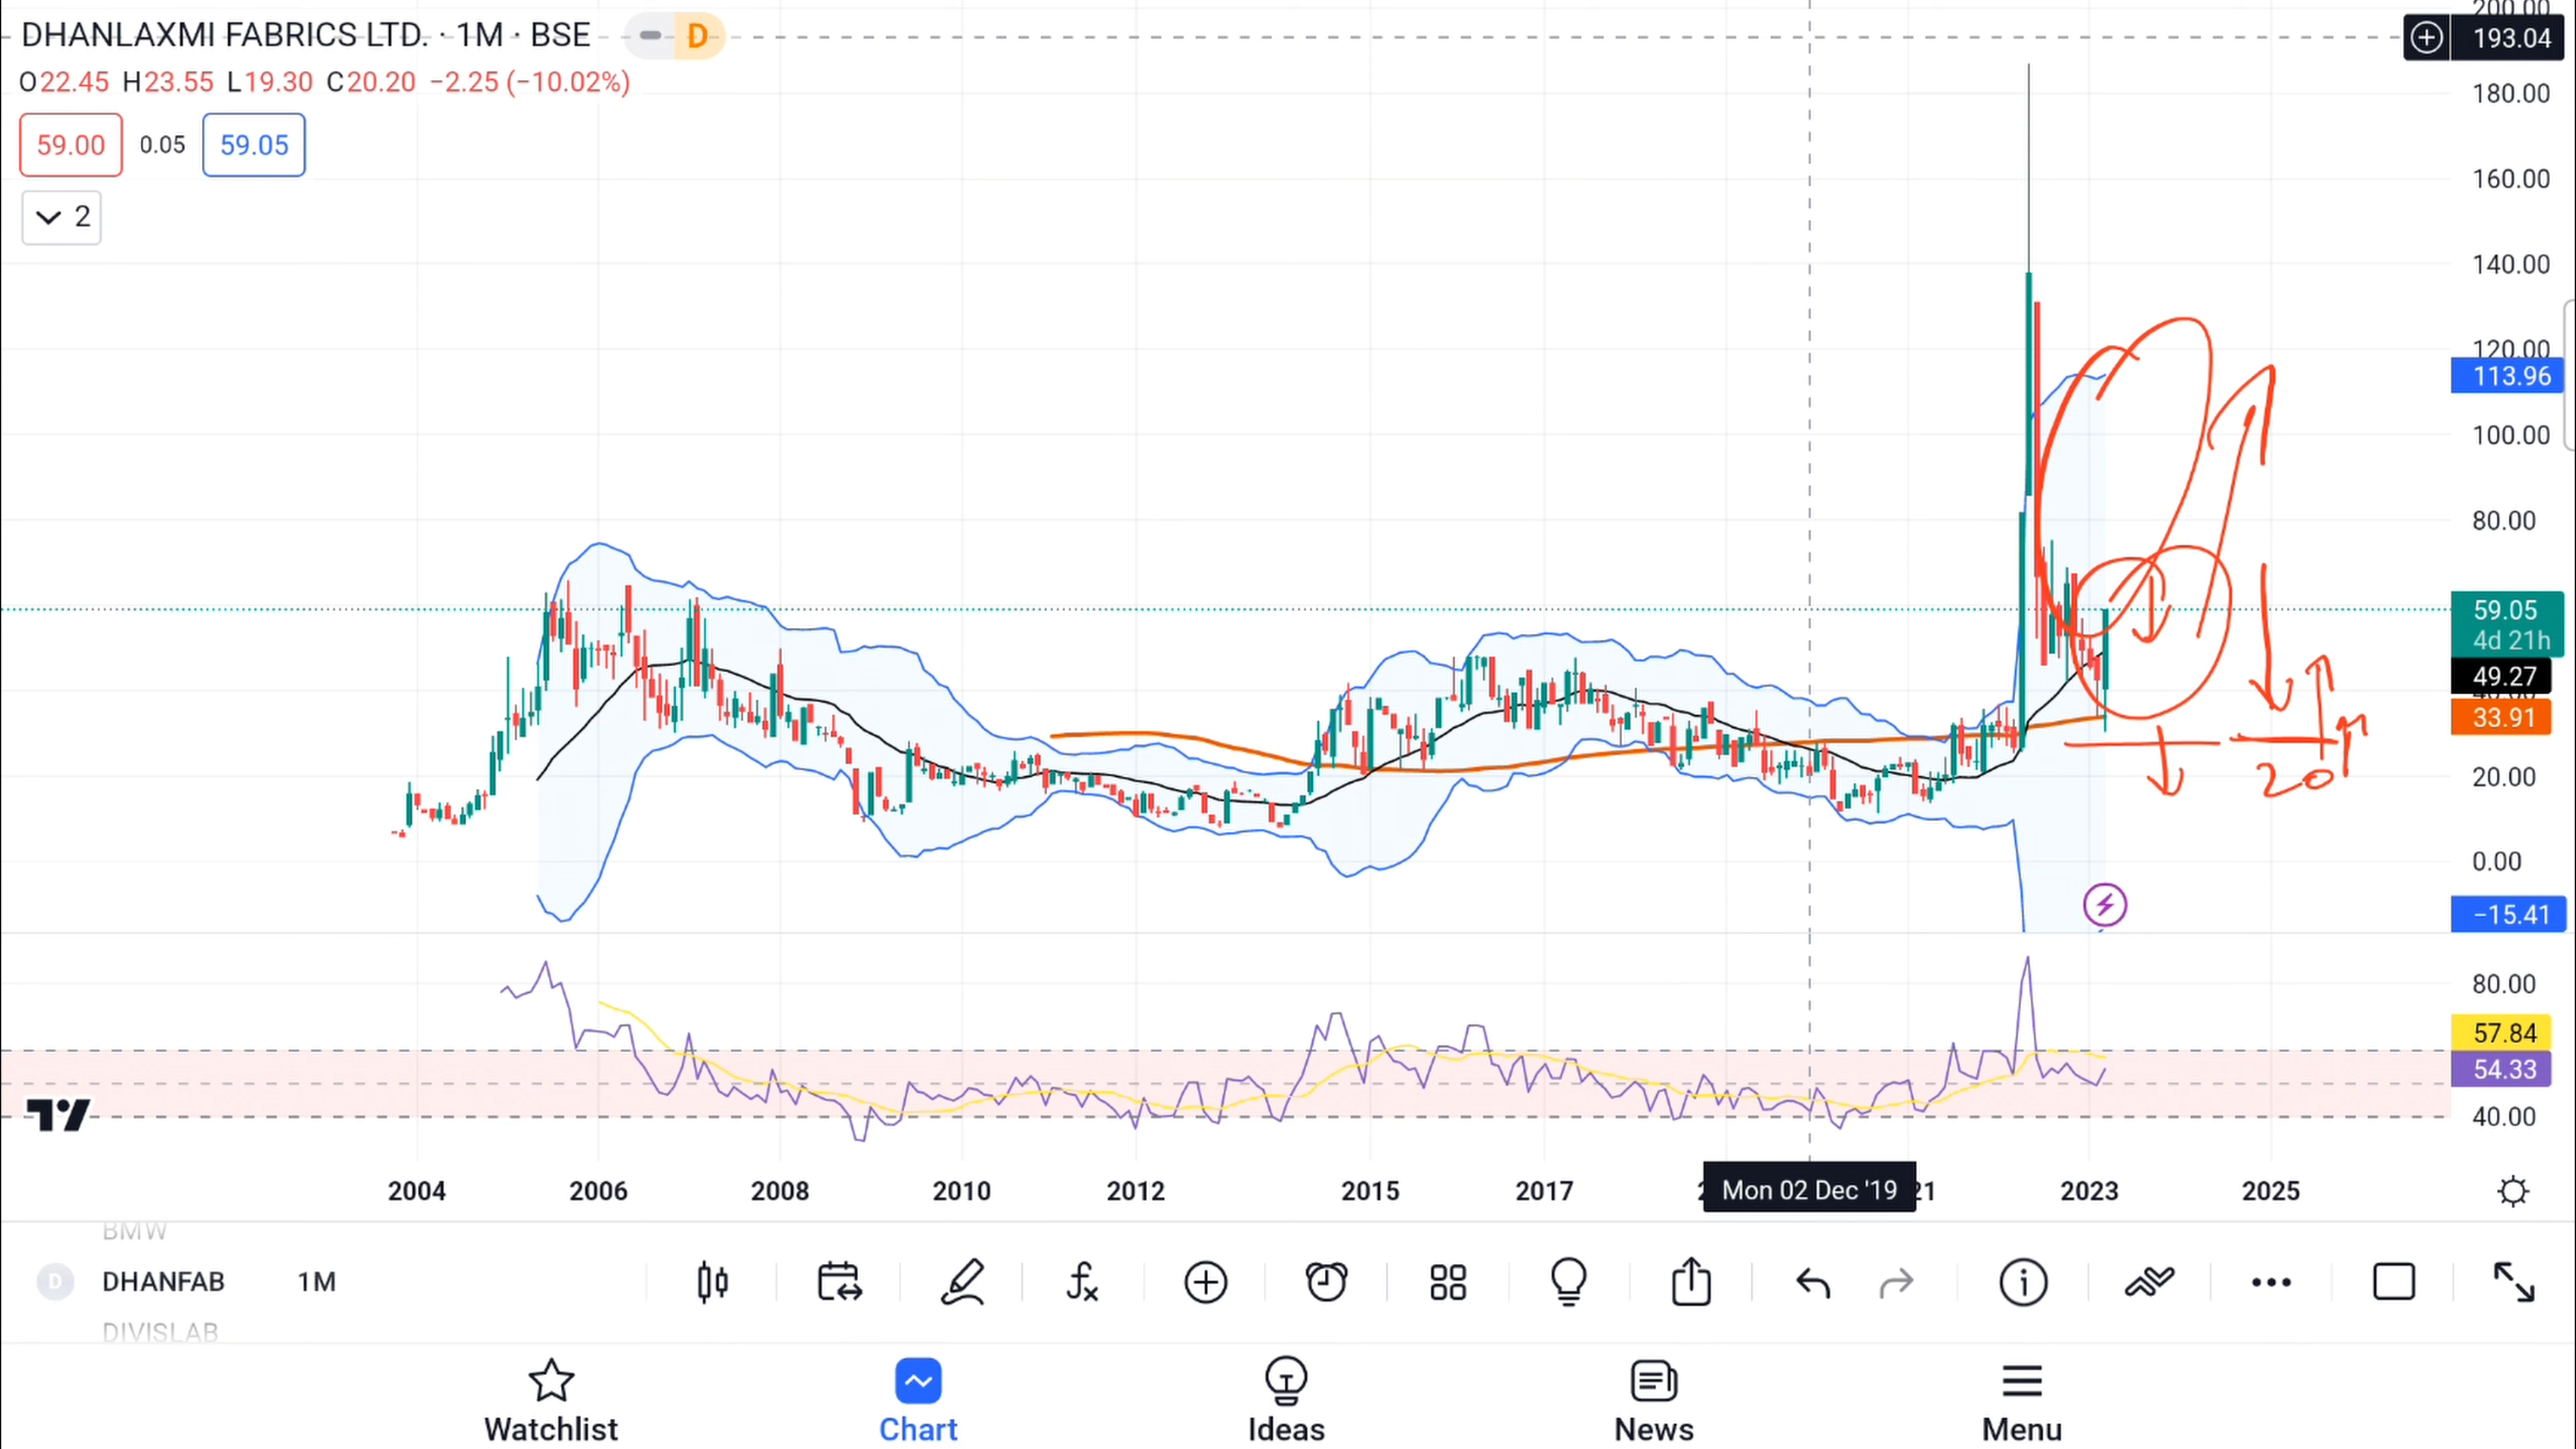 DHANLAXMI FABRICS LTD. · 1M · BSE D
O22.45 H23.55 L19.30 C20.20 −2.25 (−10.02%)
59.00 0.05 59.05
2
200.00
193.04
180.00
160.00
140.00
120.00
113.96
100.00
80.00
59.05
4d 21h
49.27
40.00
33.91
20.00
20
0.00
−15.41
80.00
57.84
54.33
40.00
2004 2006 2008 2010 2012 2015 2017 Mon 02 Dec '19 21 2023 2025
BMW
D DHANFAB 1M
DIVISLAB
Watchlist Chart Ideas News Menu